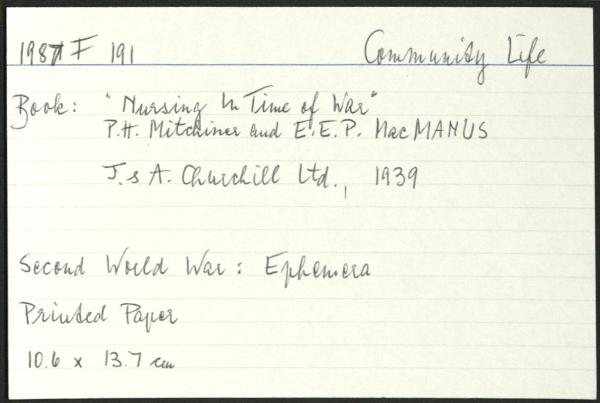 1987 F 191 Community Life
Book: "Nursing In Time of War"
P.H. Mitchiner and E.E.P. MacMANUS
J. & A. Churchill Ltd., 1939
Second World War: Ephemera
Printed Paper
10.6 x 13.7 cm